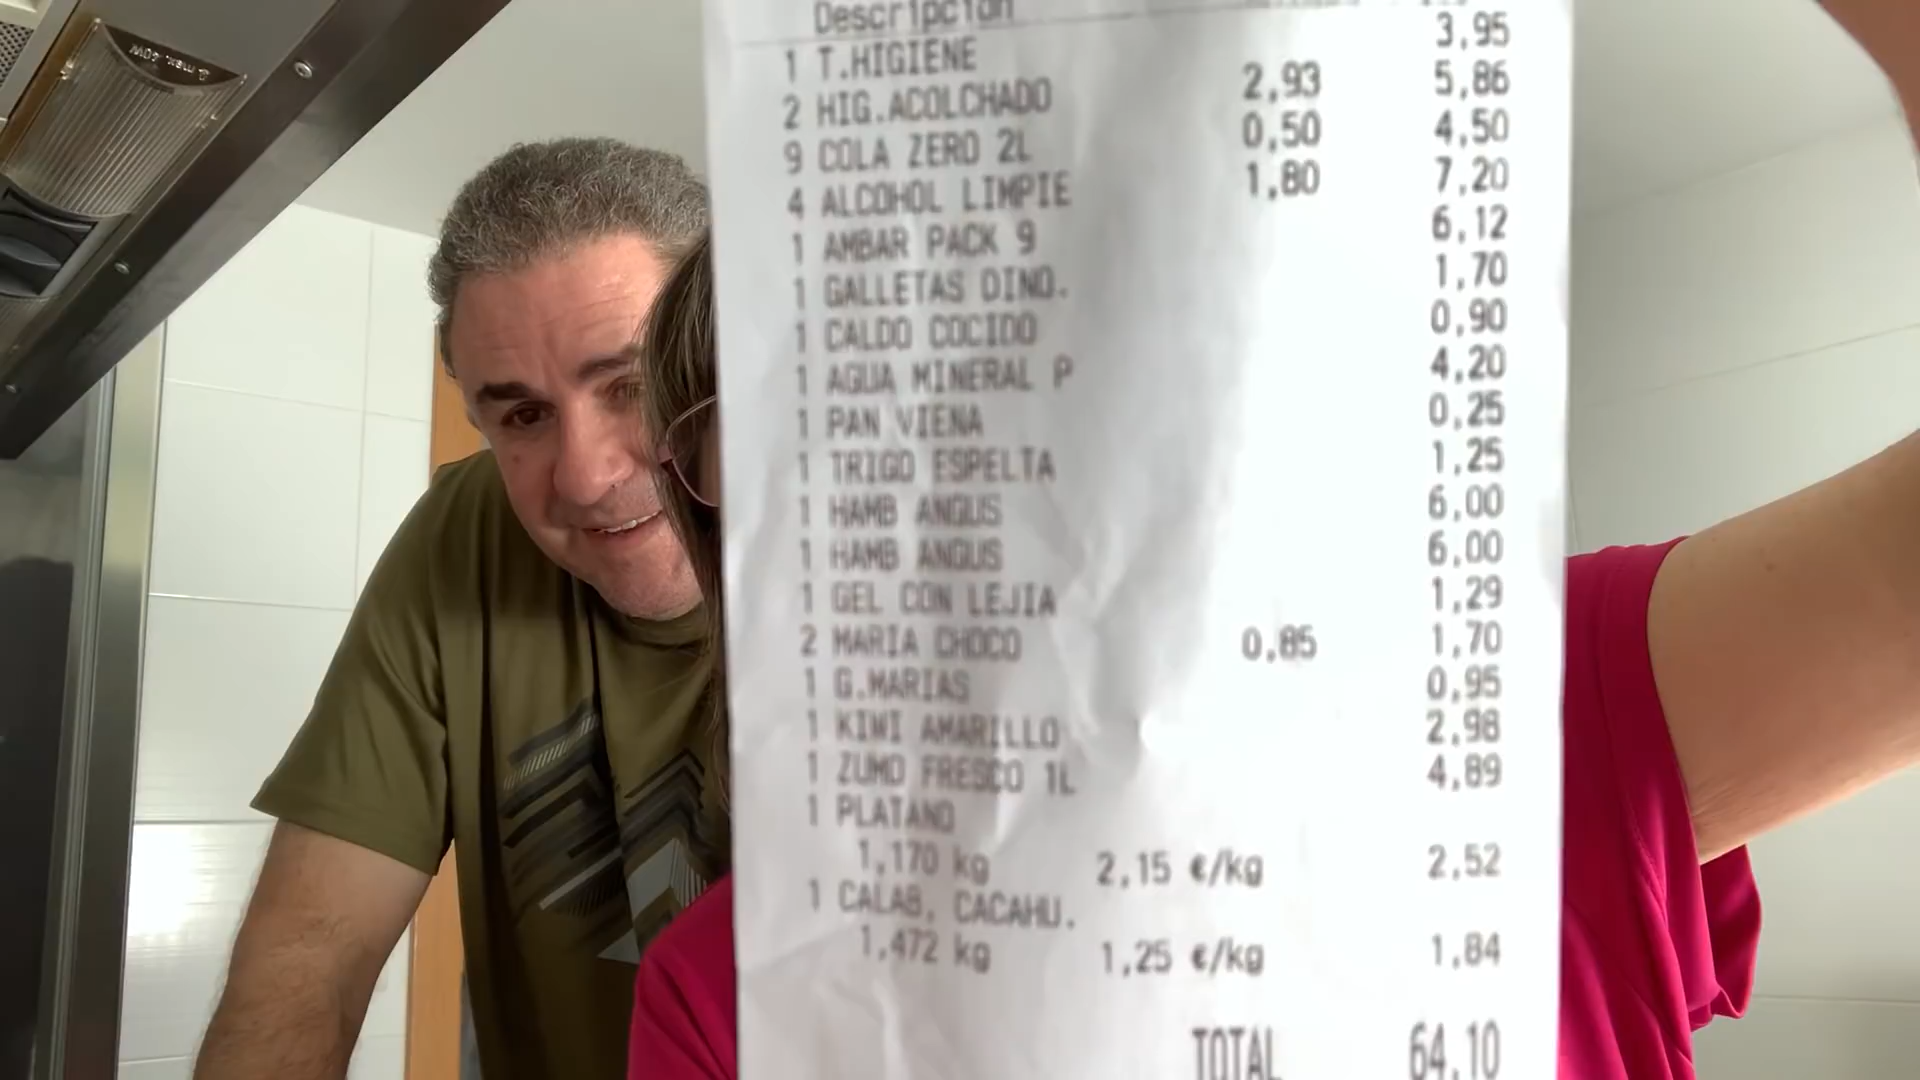 2 max. 40W
Descripción
1 T.HIGIENE 3,95
2 HIG.ACOLCHADO 2,93 5,86
9 COLA ZERO 2L 0,50 4,50
4 ALCOHOL LIMPIE 1,80 7,20
1 AMBAR PACK 9 6,12
1 GALLETAS DINO. 1,70
1 CALDO COCIDO 0,90
1 AGUA MINERAL P 4,20
1 PAN VIENA 0,25
1 TRIGO ESPELTA 1,25
1 HAMB ANGUS 6,00
1 HAMB ANGUS 6,00
1 GEL CON LEJIA 1,29
2 MARIA CHOCO 0,85 1,70
1 G.MARIAS 0,95
1 KIWI AMARILLO 2,98
1 ZUMO FRESCO 1L 4,89
1 PLATANO
1,170 kg 2,15 €/kg 2,52
1 CALAB. CACAHU.
1,472 kg 1,25 €/kg 1,84
TOTAL 64,10